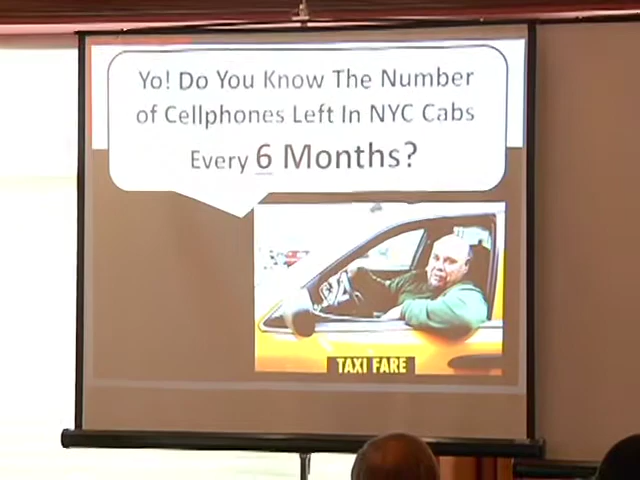 Yo! Do You Know The Number
of Cellphones Left In NYC Cabs
Every 6 Months?
TAXI FARE